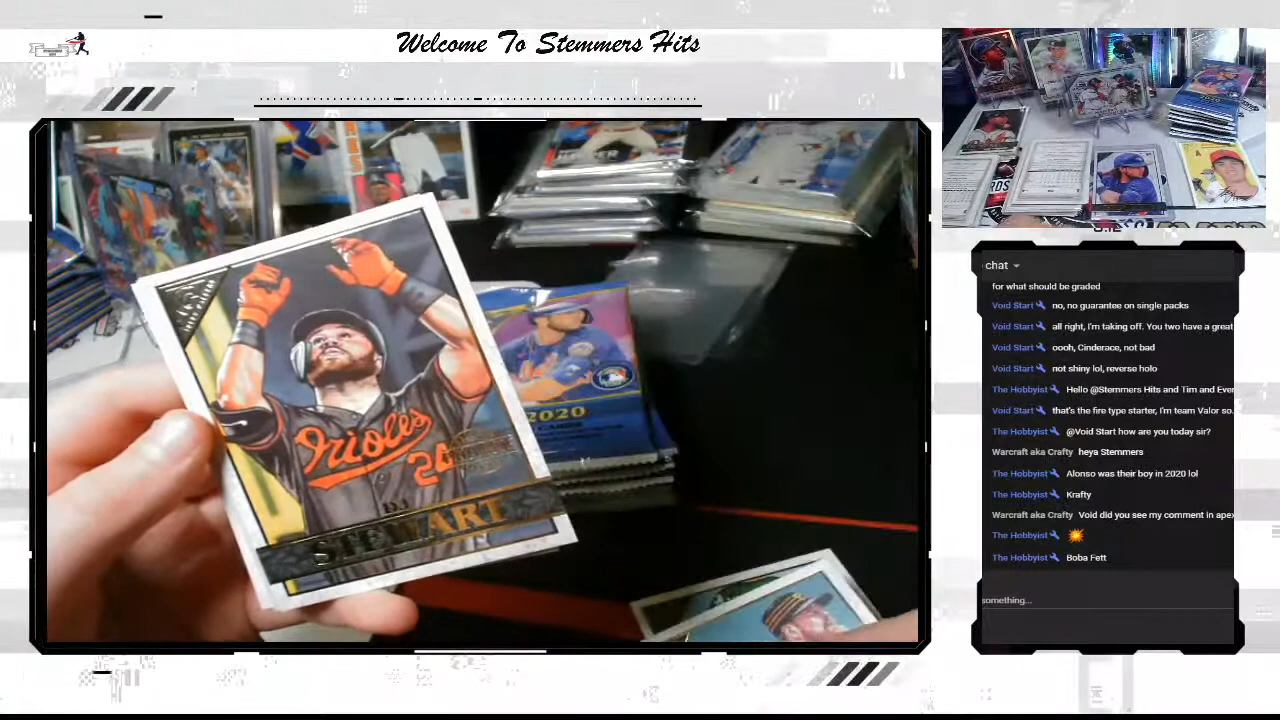 Welcome To Stemmers Hits
Orioles
20
DJ
STEWART
2020
CARDS
chat
for what should be graded
Void Start no, no guarantee on single packs
Void Start all right, I'm taking off. You two have a great
Void Start oooh, Cinderace, not bad
Void Start not shiny lol, reverse holo
The Hobbyist Hello @Stemmers Hits and Tim and Ever
Void Start that's the fire type starter, I'm team Valor so.
The Hobbyist @Void Start how are you today sir?
Warcraft aka Crafty heya Stemmers
The Hobbyist Alonso was their boy in 2020 lol
The Hobbyist Krafty
Warcraft aka Crafty Void did you see my comment in apex
The Hobbyist
The Hobbyist Boba Fett
something...